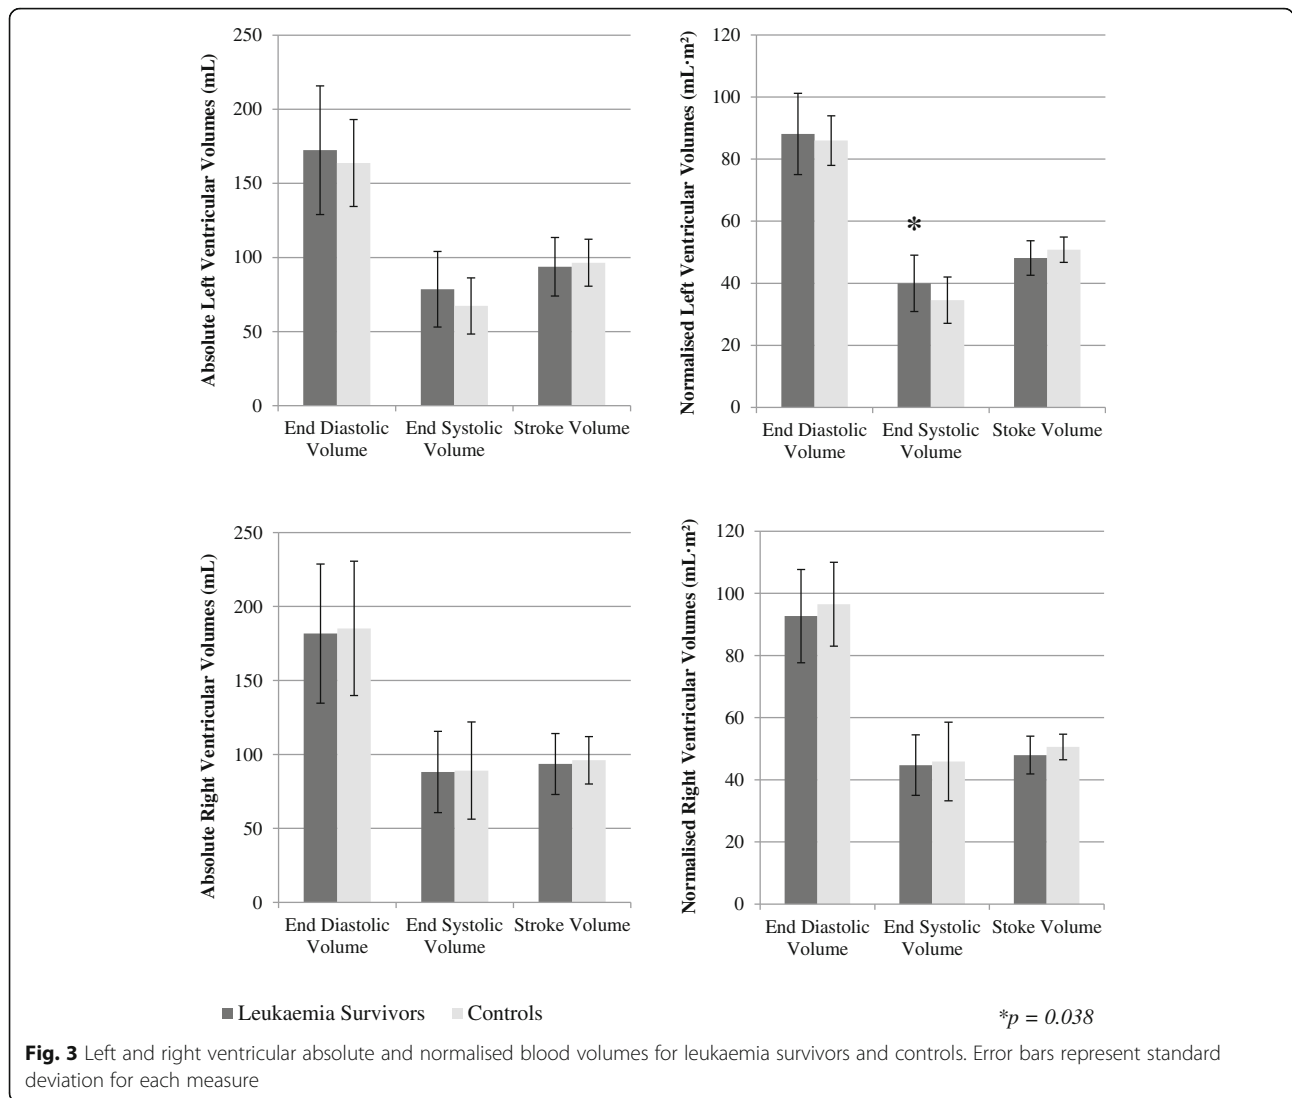 Absolute Left Ventricular Volumes (mL)
250
200
150
100
50
0
End Diastolic
Volume
End Systolic
Volume
Stroke Volume
Normalised Left Ventricular Volumes (mL·m²)
120
100
80
60
40
20
0
*
End Diastolic
Volume
End Systolic
Volume
Stoke Volume
Absolute Right Ventricular Volumes (mL)
250
200
150
100
50
0
End Diastolic
Volume
End Systolic
Volume
Stroke Volume
Normalised Right Ventricular Volumes (mL·m²)
120
100
80
60
40
20
0
End Diastolic
Volume
End Systolic
Volume
Stoke Volume
Leukaemia Survivors
Controls
*p = 0.038
Fig. 3 Left and right ventricular absolute and normalised blood volumes for leukaemia survivors and controls. Error bars represent standard
deviation for each measure